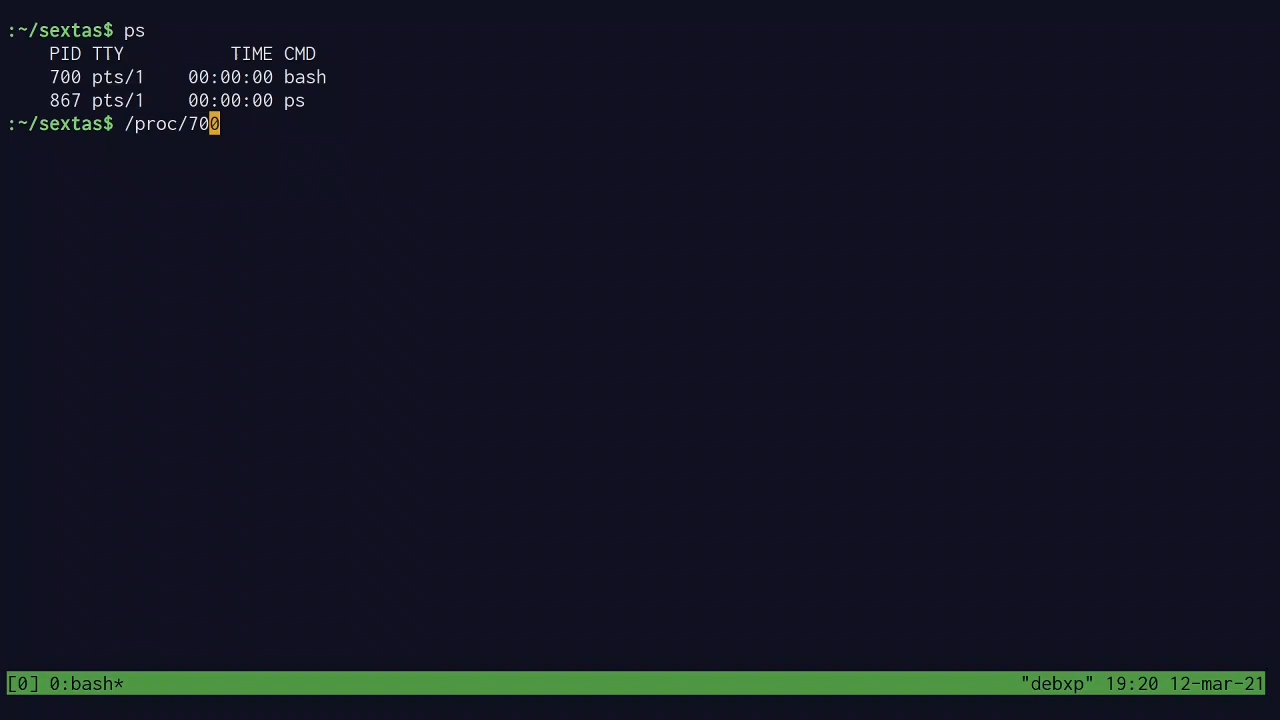 :~/sextas$ ps
    PID TTY          TIME CMD
    700 pts/1    00:00:00 bash
    867 pts/1    00:00:00 ps
:~/sextas$ /proc/700
[0] 0:bash* "debxp" 19:20 12-mar-21